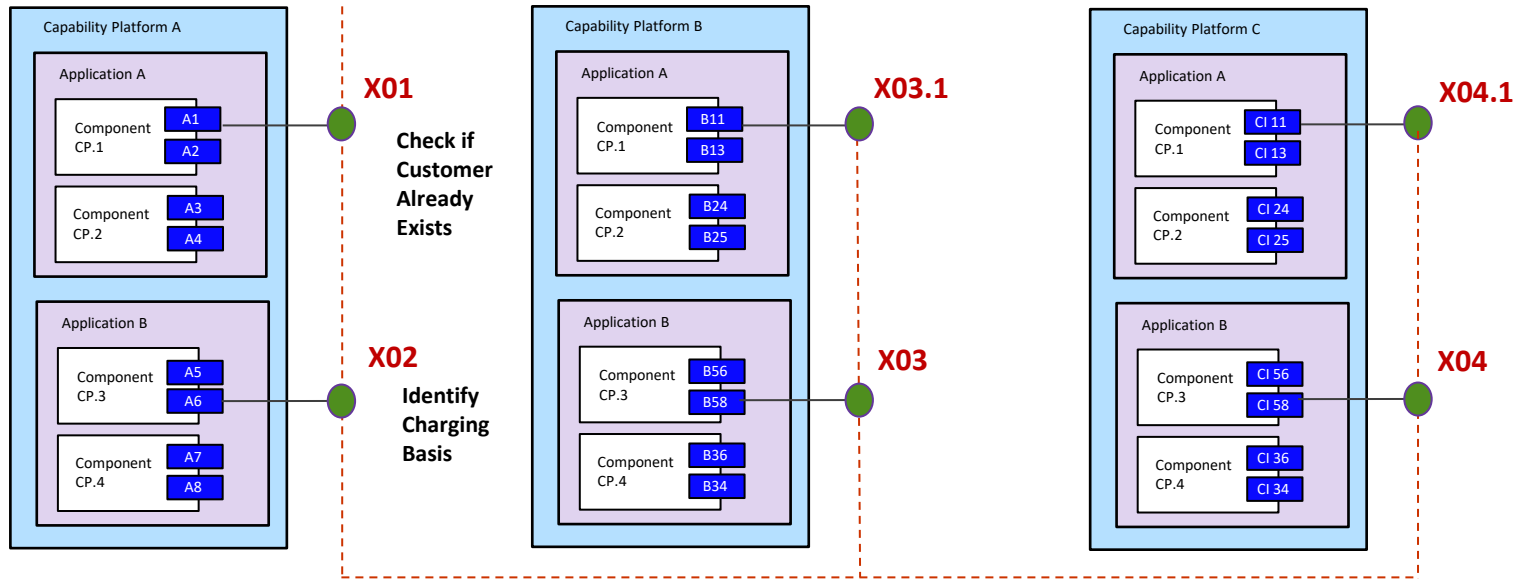 Capability Platform A
Application A
Component
CP.1
A1
A2
Component
CP.2
A3
A4
Application B
Component
CP.3
A5
A6
Component
CP.4
A7
A8
X01
Check if
Customer
Already
Exists
X02
Identify
Charging
Basis
Capability Platform B
Application A
Component
CP.1
B11
B13
Component
CP.2
B24
B25
Application B
Component
CP.3
B56
B58
Component
CP.4
B36
B34
X03.1
X03
Capability Platform C
Application A
Component
CP.1
CI 11
CI 13
Component
CP.2
CI 24
CI 25
Application B
Component
CP.3
CI 56
CI 58
Component
CP.4
CI 36
CI 34
X04.1
X04